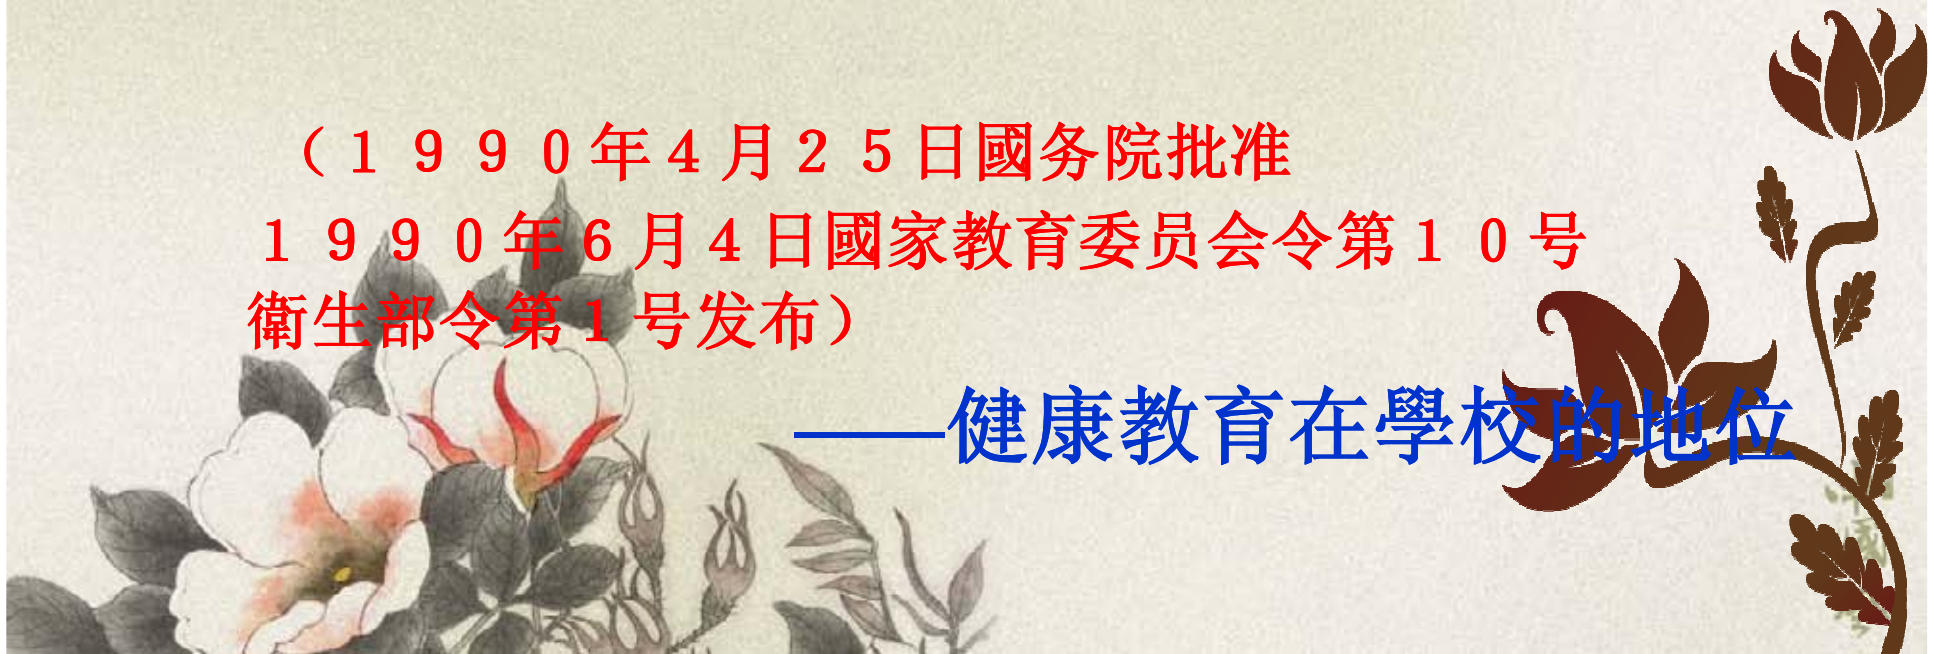 （１９９０年４月２５日國务院批准
１９９０年６月４日國家教育委员会令第１０号
衛生部令第１号发布）
——健康教育在學校的地位